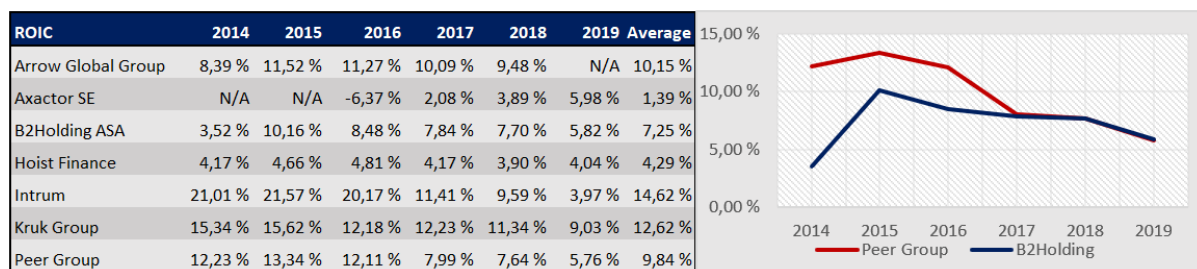 ROIC 2014 2015 2016 2017 2018 2019 Average
Arrow Global Group 8,39 % 11,52 % 11,27 % 10,09 % 9,48 % N/A 10,15 %
Axactor SE N/A N/A -6,37 % 2,08 % 3,89 % 5,98 % 1,39 %
B2Holding ASA 3,52 % 10,16 % 8,48 % 7,84 % 7,70 % 5,82 % 7,25 %
Hoist Finance 4,17 % 4,66 % 4,81 % 4,17 % 3,90 % 4,04 % 4,29 %
Intrum 21,01 % 21,57 % 20,17 % 11,41 % 9,59 % 3,97 % 14,62 %
Kruk Group 15,34 % 15,62 % 12,18 % 12,23 % 11,34 % 9,03 % 12,62 %
Peer Group 12,23 % 13,34 % 12,11 % 7,99 % 7,64 % 5,76 % 9,84 %
15,00 %
10,00 %
5,00 %
0,00 %
2014 2015 2016 2017 2018 2019
Peer Group B2Holding